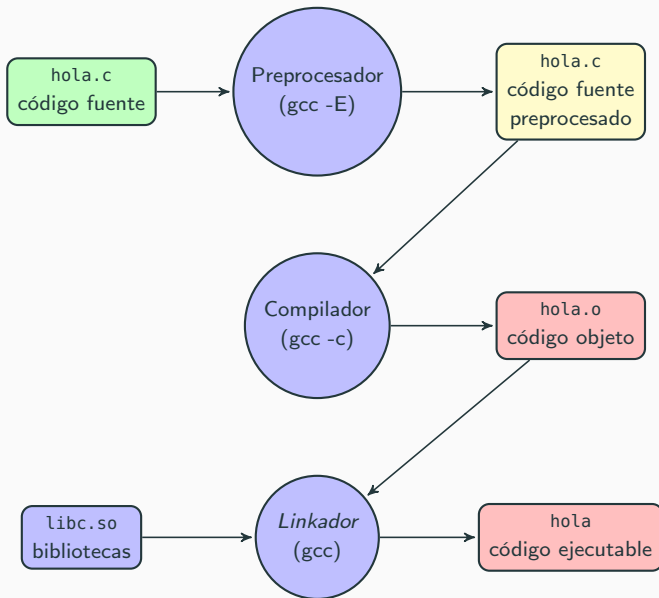 hola.c
código fuente
Preprocesador
(gcc -E)
hola.c
código fuente
preprocesado
Compilador
(gcc -c)
hola.o
código objeto
libc.so
bibliotecas
Linkador
(gcc)
hola
código ejecutable